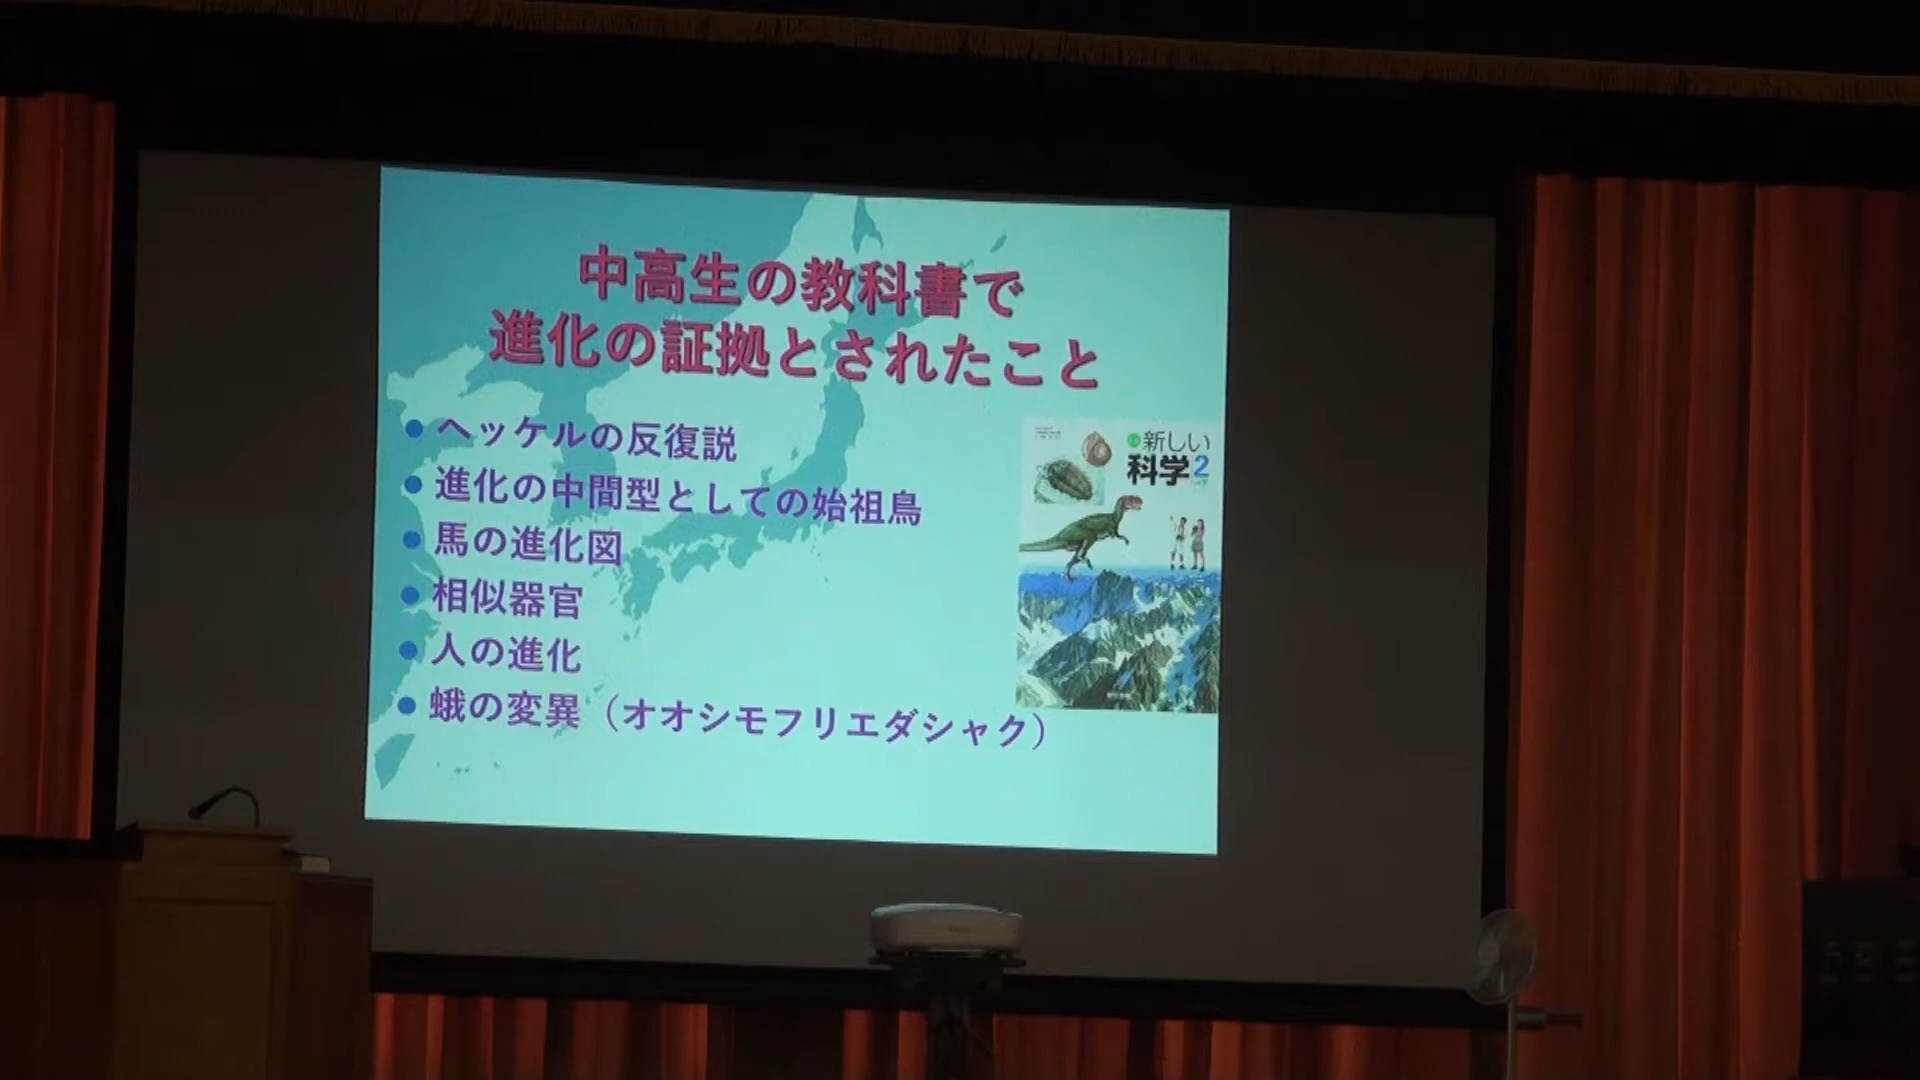 中高生の教科書で
進化の証拠とされたこと
ヘッケルの反復説
進化の中間型としての始祖鳥
馬の進化図
相似器官
人の進化
蛾の変異（オオシモフリエダシャク）
新しい
科学2